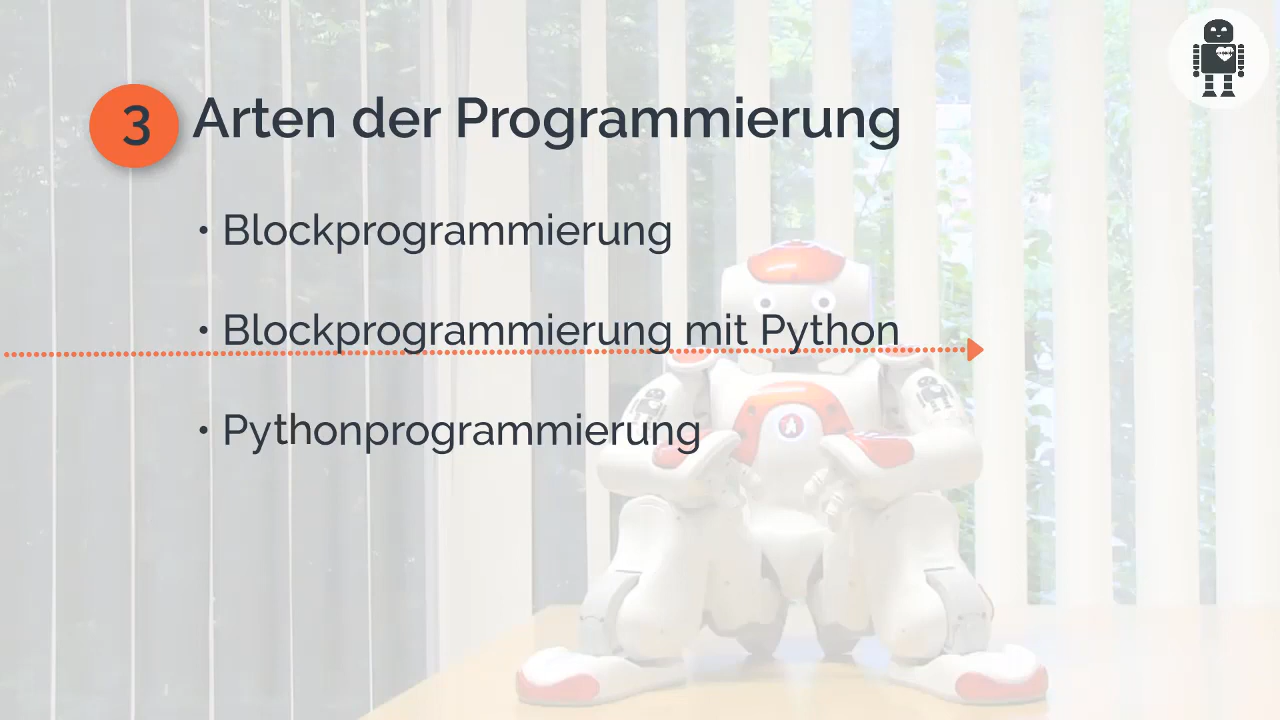 3 Arten der Programmierung
• Blockprogrammierung
• Blockprogrammierung mit Python
• Pythonprogrammierung